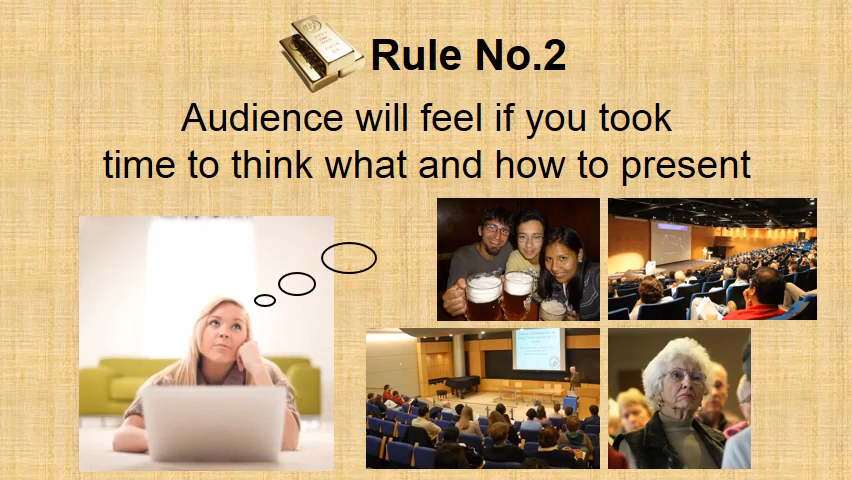 Rule No.2
Audience will feel if you took
time to think what and how to present